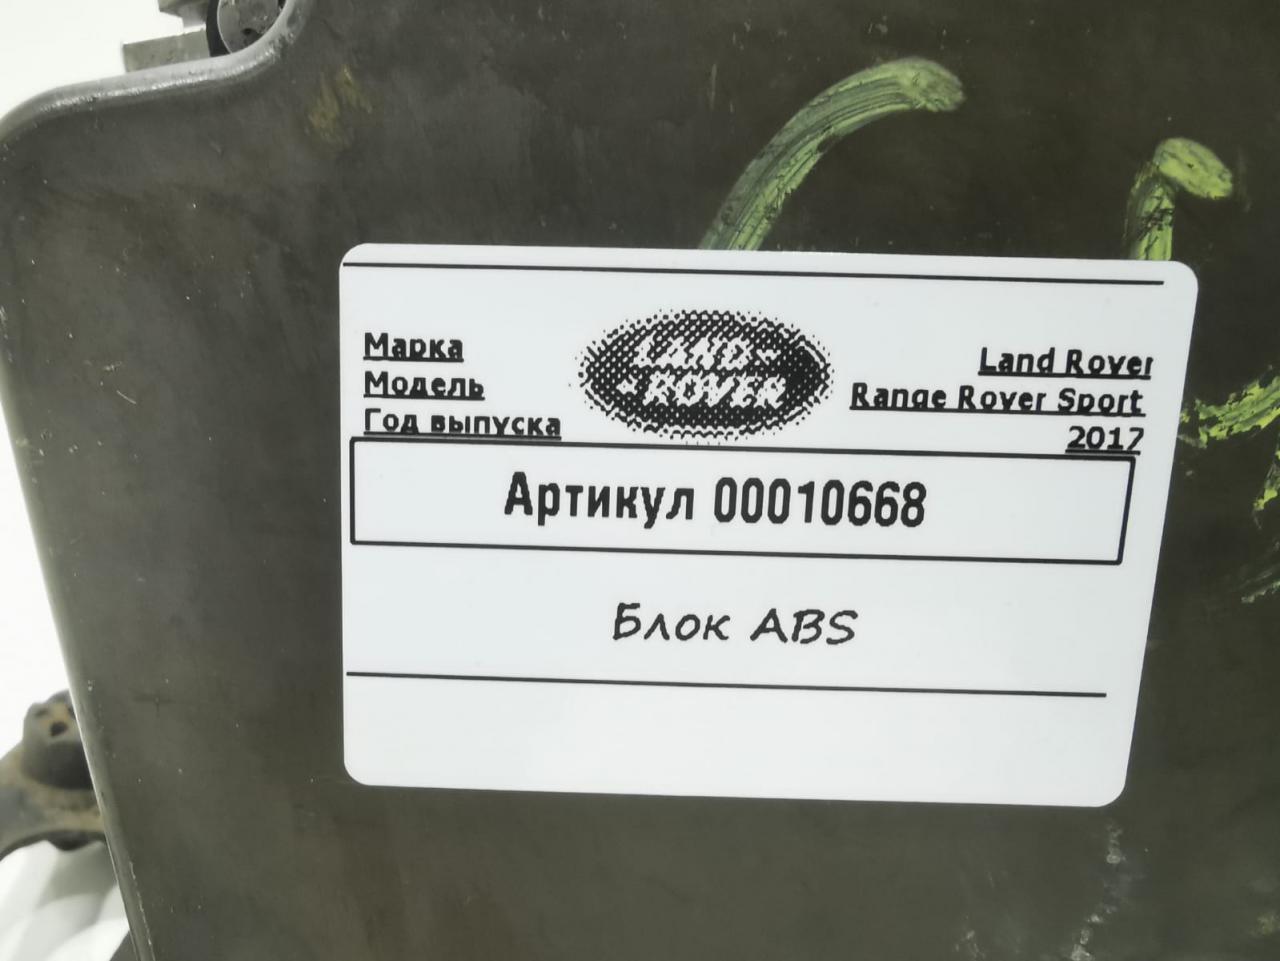 Марка Land Rover
Модель Range Rover Sport
Год выпуска 2017
LAND-
-ROVER
Артикул 00010668
Блок ABS